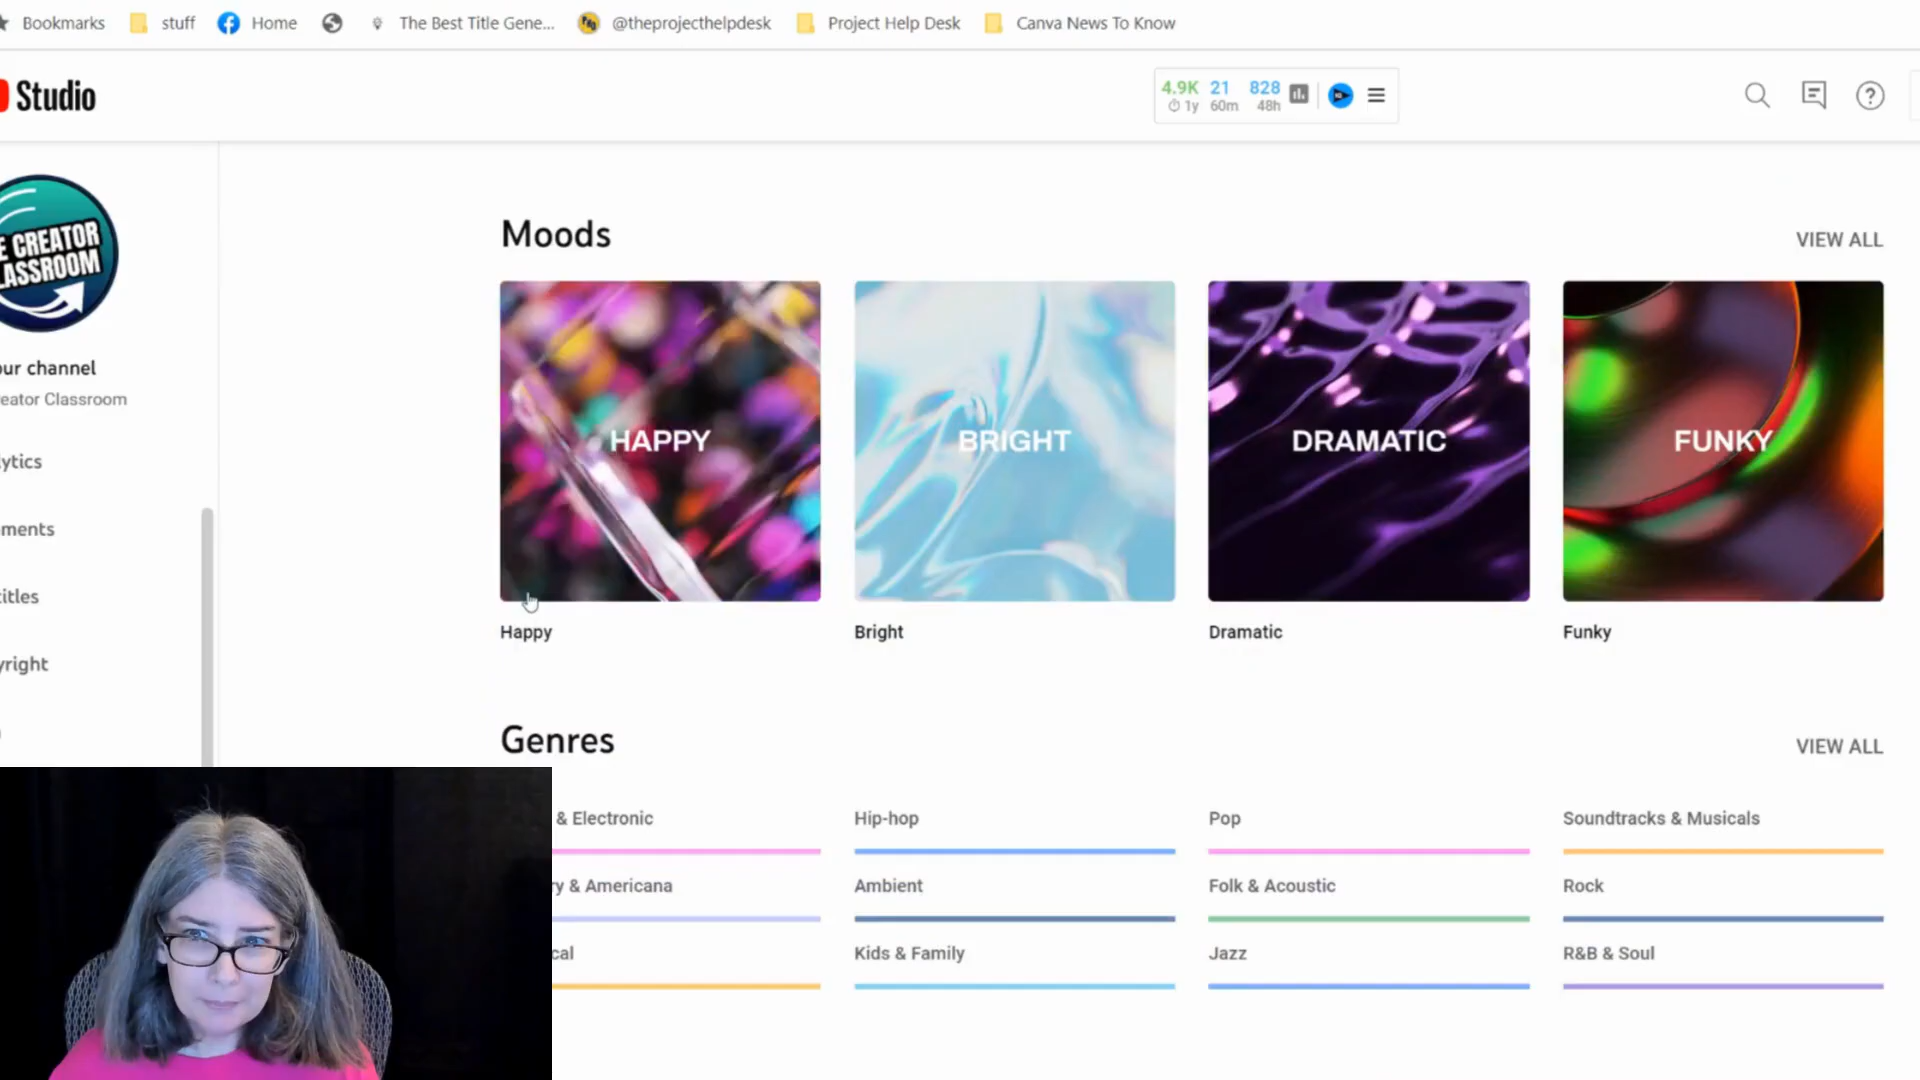 Bookmarks stuff Home The Best Title Gene... @theprojecthelpdesk Project Help Desk Canva News To Know
Studio
4.9K 21 828
1y 60m 48h
E CREATOR
LASSROOM
our channel
eator Classroom
ytics
ments
itles
yright
Moods
VIEW ALL
HAPPY
BRIGHT
DRAMATIC
FUNKY
Happy
Bright
Dramatic
Funky
Genres
VIEW ALL
& Electronic
Hip-hop
Pop
Soundtracks & Musicals
ry & Americana
Ambient
Folk & Acoustic
Rock
cal
Kids & Family
Jazz
R&B & Soul